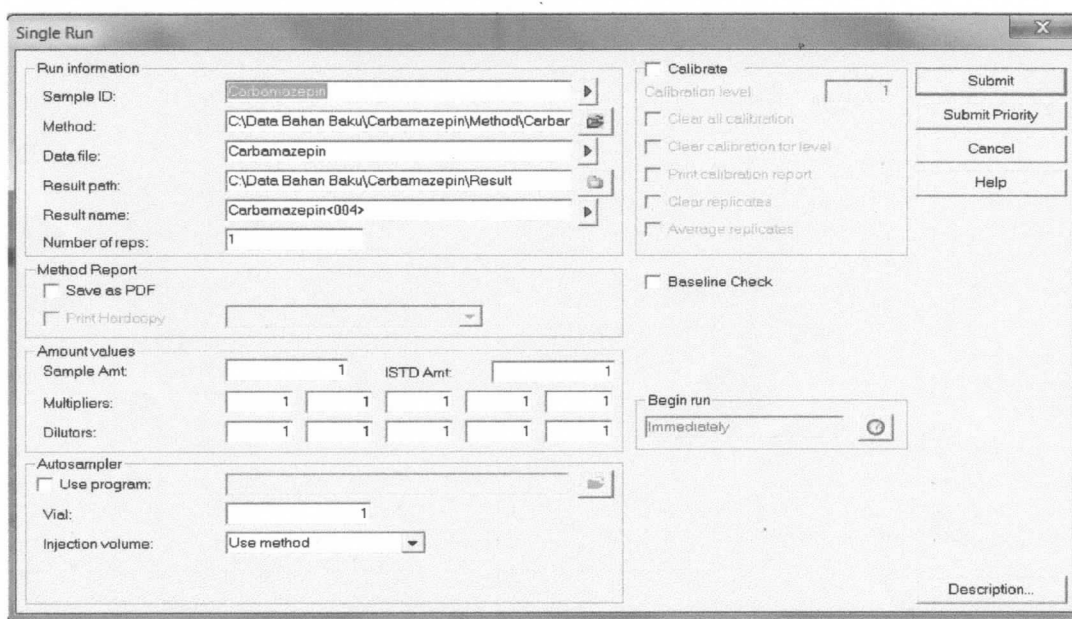 Single Run
Run information
Sample ID: Carbamazepin
Method: C:\Data Bahan Baku\Carbamazepin\Method\Carbar
Data file: Carbamazepin
Result path: C:\Data Bahan Baku\Carbamazepin\Result
Result name: Carbamazepin<004>
Number of reps: 1
Method Report
Save as PDF
Print Hardcopy
Amount values
Sample Amt: 1 ISTD Amt: 1
Multipliers: 1 1 1 1 1
Dilutors: 1 1 1 1 1
Autosampler
Use program:
Vial: 1
Injection volume: Use method
Calibrate
Calibration level: 1
Clear all calibration
Clear calibration for level
Print calibration report
Clear replicates
Average replicates
Baseline Check
Begin run
Immediately
Submit
Submit Priority
Cancel
Help
Description...